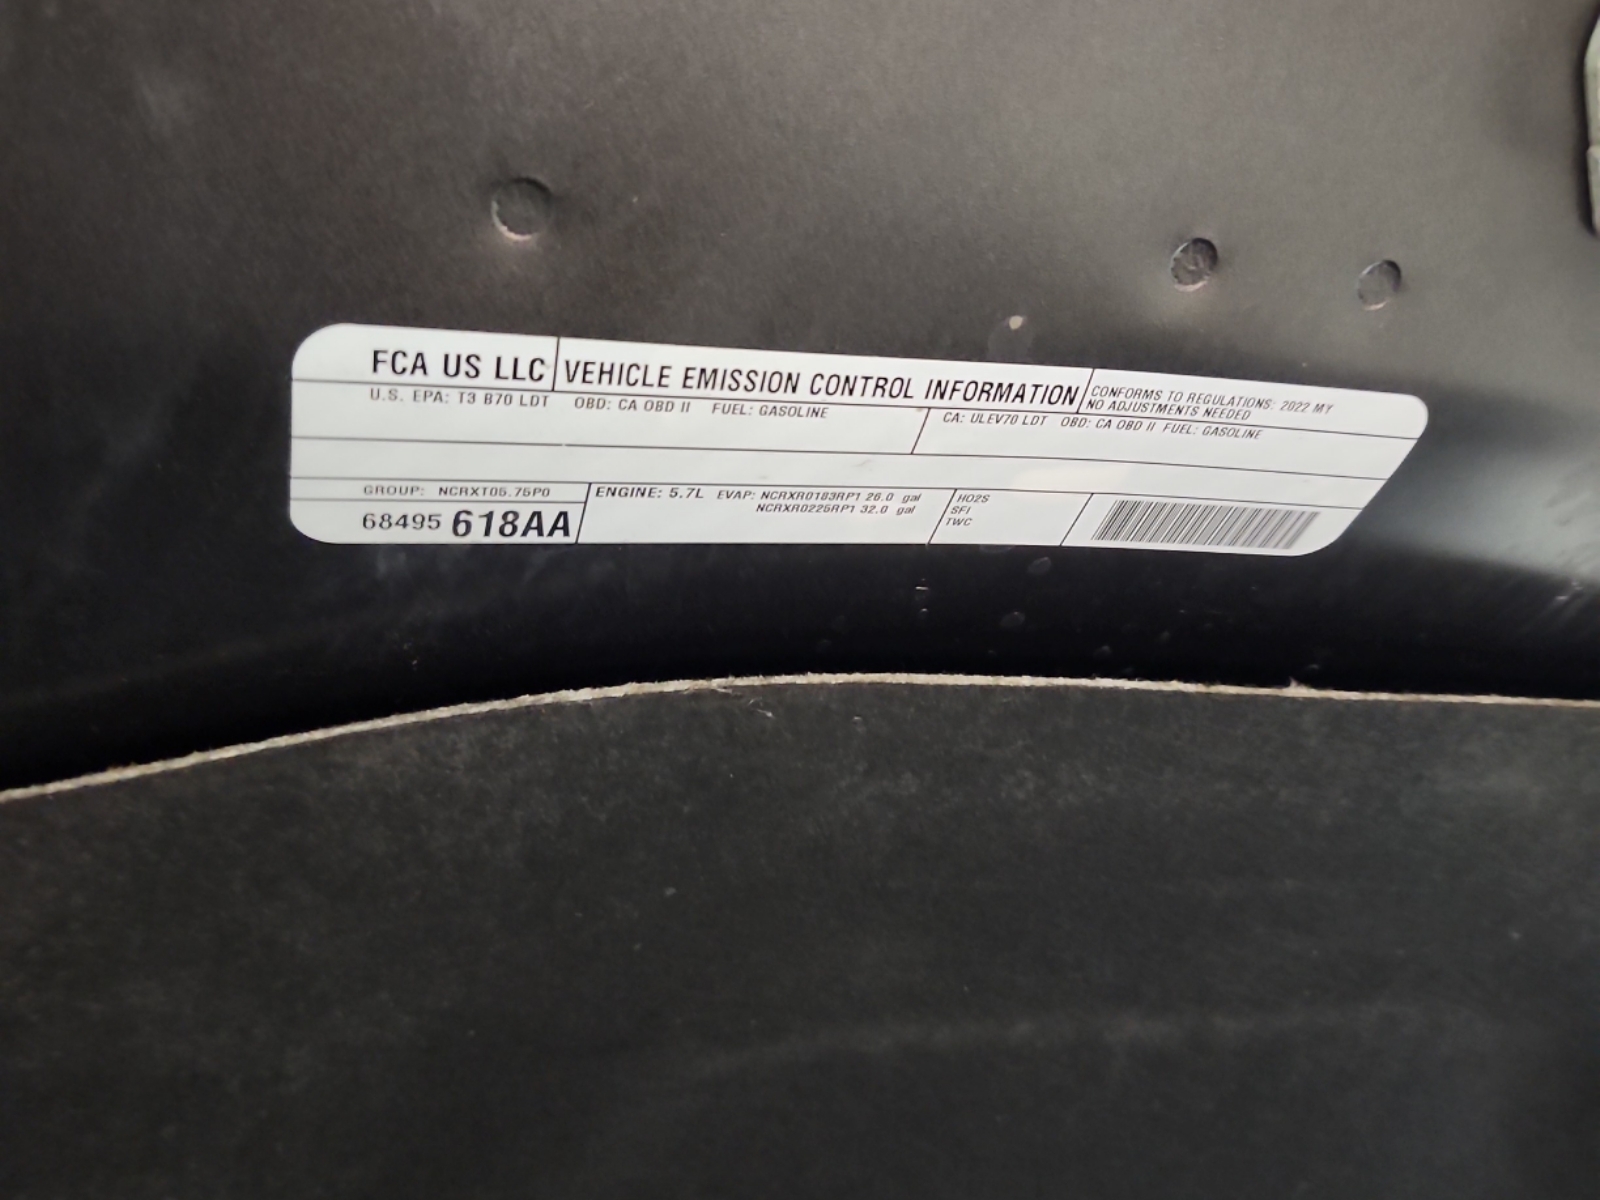 FCA US LLC
VEHICLE EMISSION CONTROL INFORMATION
CONFORMS TO REGULATIONS: 2022 MY
NO ADJUSTMENTS NEEDED
U.S. EPA: T3 B70 LDT OBD: CA OBD II FUEL: GASOLINE
CA: ULEV70 LDT OBD: CA OBD II FUEL: GASOLINE
GROUP: NCRXT05.75P0
68495 618AA
ENGINE: 5.7L EVAP: NCRXR0183RP1 26.0 gal
NCRXR0225RP1 32.0 gal
HO2S
SFI
TWC